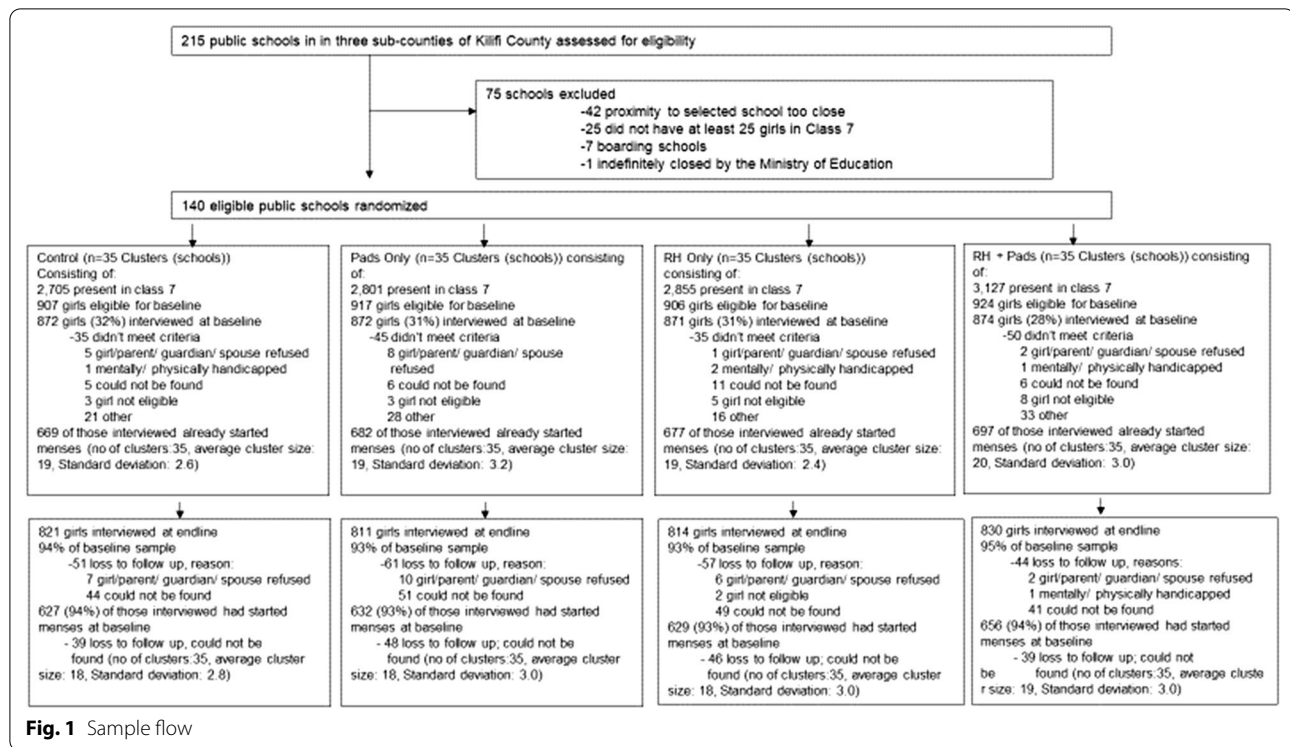 215 public schools in in three sub-counties of Kilifi County assessed for eligibility
75 schools excluded
-42 proximity to selected school too close
-25 did not have at least 25 girls in Class 7
-7 boarding schools
-1 indefinitely closed by the Ministry of Education
140 eligible public schools randomized
Control (n=35 Clusters (schools))
Consisting of:
2,705 present in class 7
907 girls eligible for baseline
872 girls (32%) interviewed at baseline
-35 didn't meet criteria
5 girl/parent/ guardian/ spouse refused
1 mentally/ physically handicapped
5 could not be found
3 girl not eligible
21 other
669 of those interviewed already started
menses (no of clusters:35, average cluster size:
19, Standard deviation: 2.6)
Pads Only (n=35 Clusters (schools)) consisting
of:
2,801 present in class 7
917 girls eligible for baseline
872 girls (31%) interviewed at baseline
-45 didn't meet criteria
8 girl/parent/ guardian/ spouse
refused
6 could not be found
3 girl not eligible
28 other
682 of those interviewed already started
menses (no of clusters:35, average cluster size:
19, Standard deviation: 3.2)
RH Only (n=35 Clusters (schools))
consisting of:
2,855 present in class 7
906 girls eligible for baseline
871 girls (31%) interviewed at baseline
-35 didn't meet criteria
1 girl/parent/ guardian/ spouse refused
2 mentally/ physically handicapped
11 could not be found
5 girl not eligible
16 other
677 of those interviewed already started
menses (no of clusters:35, average cluster size:
19, Standard deviation: 2.4)
RH + Pads (n=35 Clusters (schools)) consisting
of:
3,127 present in class 7
924 girls eligible for baseline
874 girls (28%) interviewed at baseline
-50 didn't meet criteria
2 girl/parent/ guardian/ spouse refused
1 mentally/ physically handicapped
6 could not be found
8 girl not eligible
33 other
697 of those interviewed already started
menses (no of clusters:35, average cluster size:
20, Standard deviation: 3.0)
821 girls interviewed at endline
94% of baseline sample
-51 loss to follow up, reason:
7 girl/parent/ guardian/ spouse refused
44 could not be found
627 (94%) of those interviewed had started
menses at baseline
- 39 loss to follow up, could not be
found (no of clusters:35, average cluster
size: 18, Standard deviation: 2.8)
811 girls interviewed at endline
93% of baseline sample
-61 loss to follow up, reason:
10 girl/parent/ guardian/ spouse refused
51 could not be found
632 (93%) of those interviewed had started
menses at baseline
- 48 loss to follow up; could not be
found (no of clusters:35, average cluster
size: 18, Standard deviation: 3.0)
814 girls interviewed at endline
93% of baseline sample
-57 loss to follow up, reason:
6 girl/parent/ guardian/ spouse refused
2 girl not eligible
49 could not be found
629 (93%) of those interviewed had started
menses at baseline
- 46 loss to follow up; could not be
found (no of clusters:35, average cluster
size: 18, Standard deviation: 3.0)
830 girls interviewed at endline
95% of baseline sample
-44 loss to follow up, reasons:
2 girl/parent/ guardian/ spouse refused
1 mentally/ physically handicapped
41 could not be found
656 (94%) of those interviewed had started
menses at baseline
- 39 loss to follow up; could not
be found (no of clusters:35, average cluste
r size: 19, Standard deviation: 3.0)
Fig. 1 Sample flow